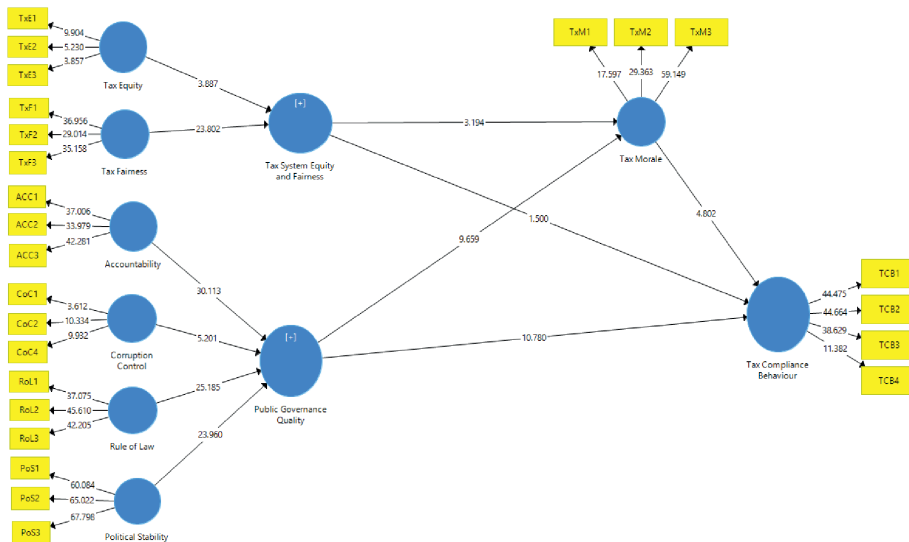 TxE1
9.904
TxE2
5.230
TxE3
3.857
Tax Equity
3.887
TxF1
36.956
TxF2
29.014
TxF3
35.158
Tax Fairness
23.802
[+]
Tax System Equity
and Fairness
3.194
1.500
TxM1
TxM2
TxM3
17.597
29.363
59.149
Tax Morale
4.802
ACC1
37.006
ACC2
33.979
ACC3
42.281
Accountability
30.113
CoC1
3.612
CoC2
10.334
CoC4
9.932
Corruption
Control
5.201
RoL1
37.075
RoL2
45.610
RoL3
42.205
Rule of Law
25.185
PoS1
60.084
PoS2
65.022
PoS3
67.798
Political Stability
23.960
[+]
Public Governance
Quality
9.659
10.780
Tax Compliance
Behaviour
TCB1
44.475
TCB2
44.664
TCB3
38.629
TCB4
11.382